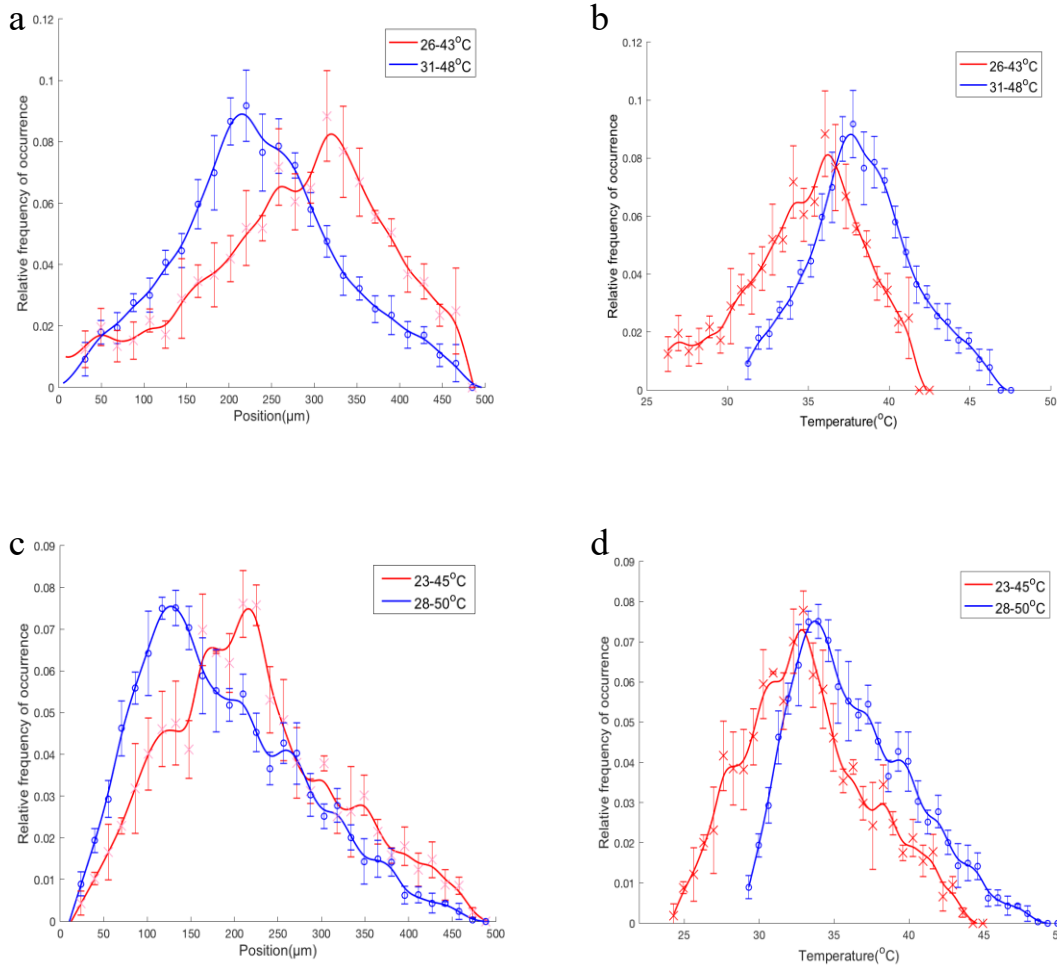 a
0.12
0.1
0.08
0.06
0.04
0.02
0
0 50 100 150 200 250 300 350 400 450 500
Position(μm)
Relative frequency of occurrence
26-43°C
31-48°C
b
0.12
0.1
0.08
0.06
0.04
0.02
0
25 30 35 40 45 50
Temperature(°C)
Relative frequency of occurrence
26-43°C
31-48°C
c
0.09
0.08
0.07
0.06
0.05
0.04
0.03
0.02
0.01
0
0 50 100 150 200 250 300 350 400 450 500
Position(μm)
Relative frequency of occurrence
23-45°C
28-50°C
d
0.09
0.08
0.07
0.06
0.05
0.04
0.03
0.02
0.01
0
25 30 35 40 45
Temperature(°C)
Relative frequency of occurrence
23-45°C
28-50°C